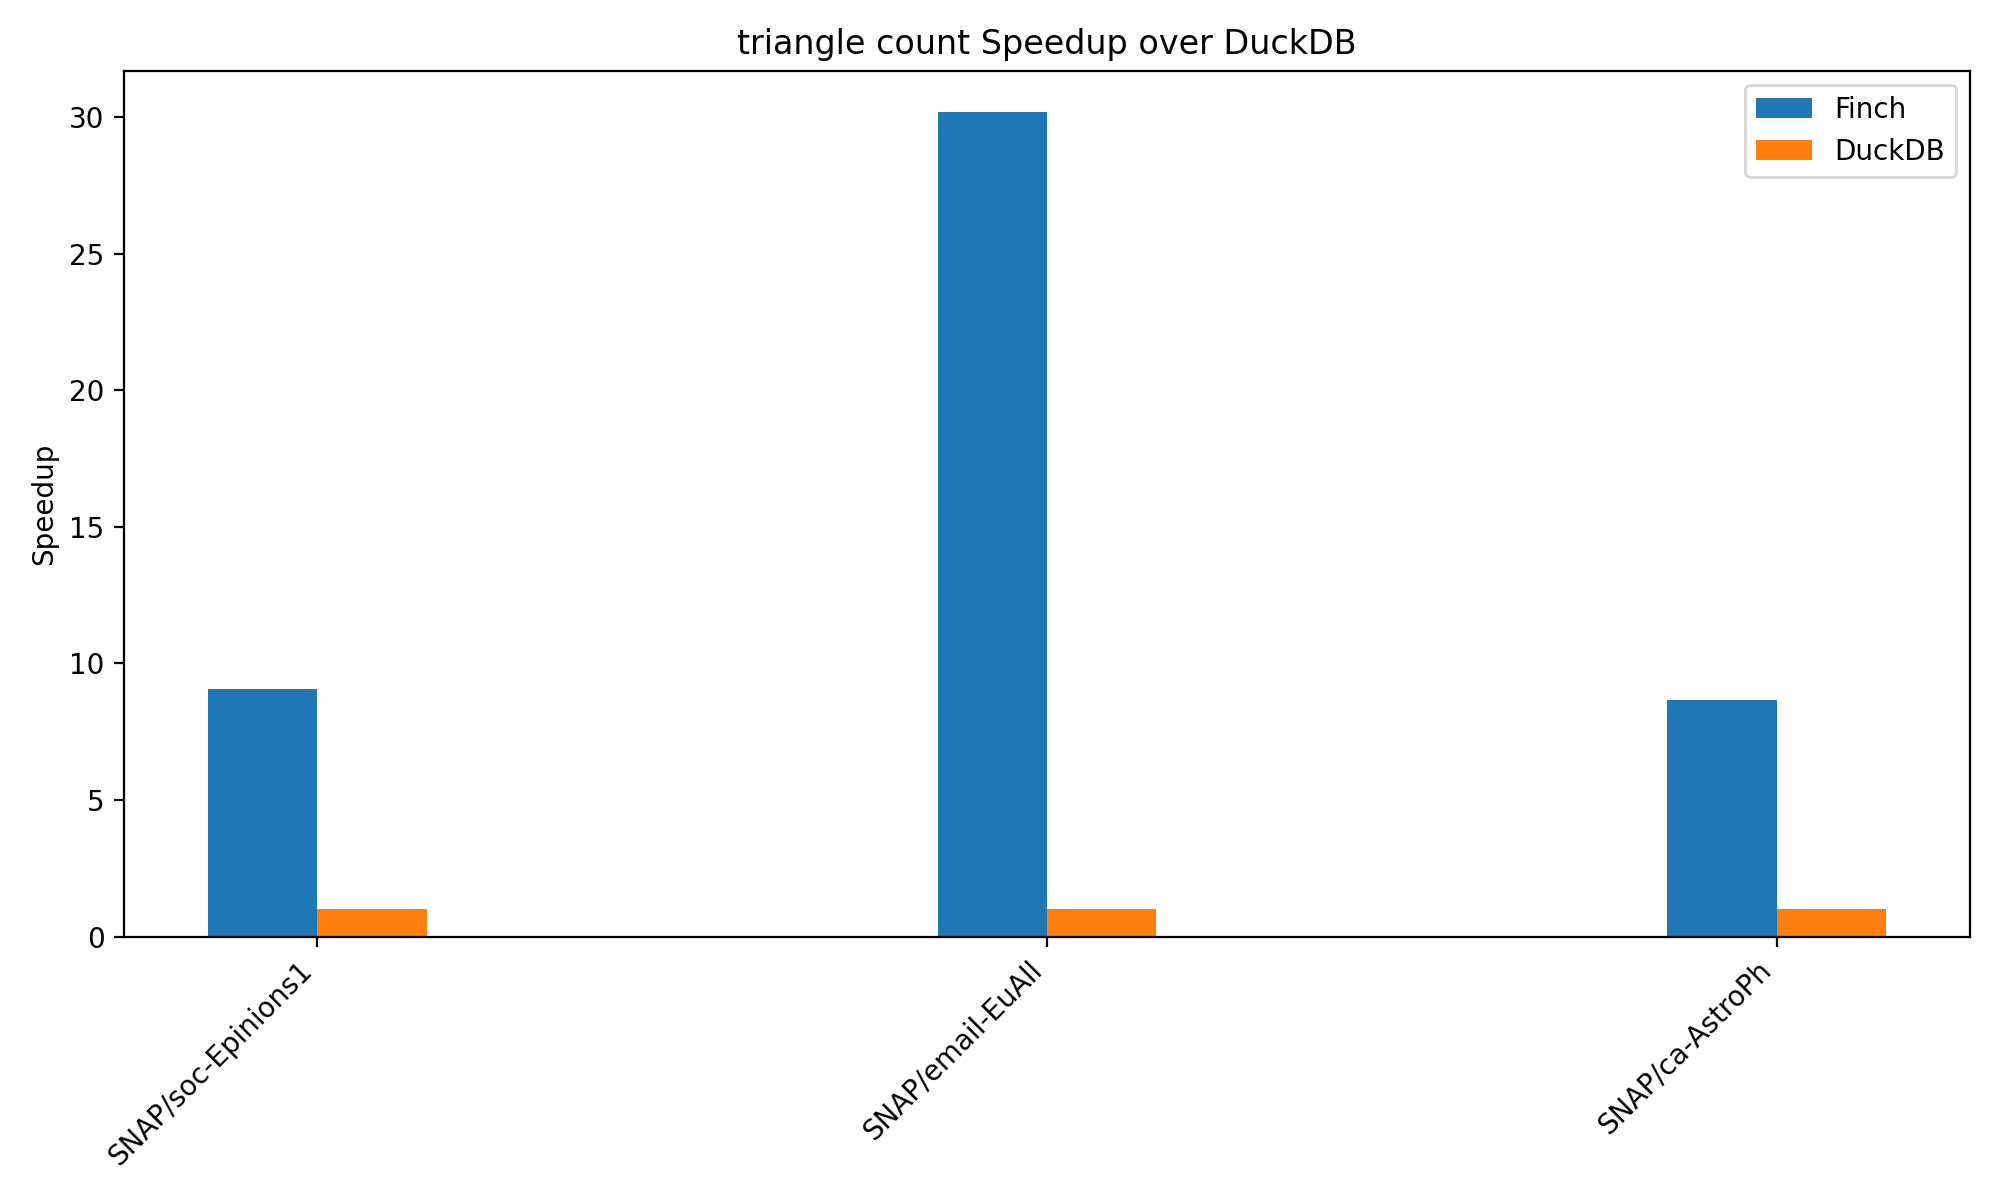 triangle count Speedup over DuckDB
Finch
DuckDB
Speedup
30
25
20
15
10
5
0
SNAP/soc-Epinions1
SNAP/email-EuAll
SNAP/ca-AstroPh